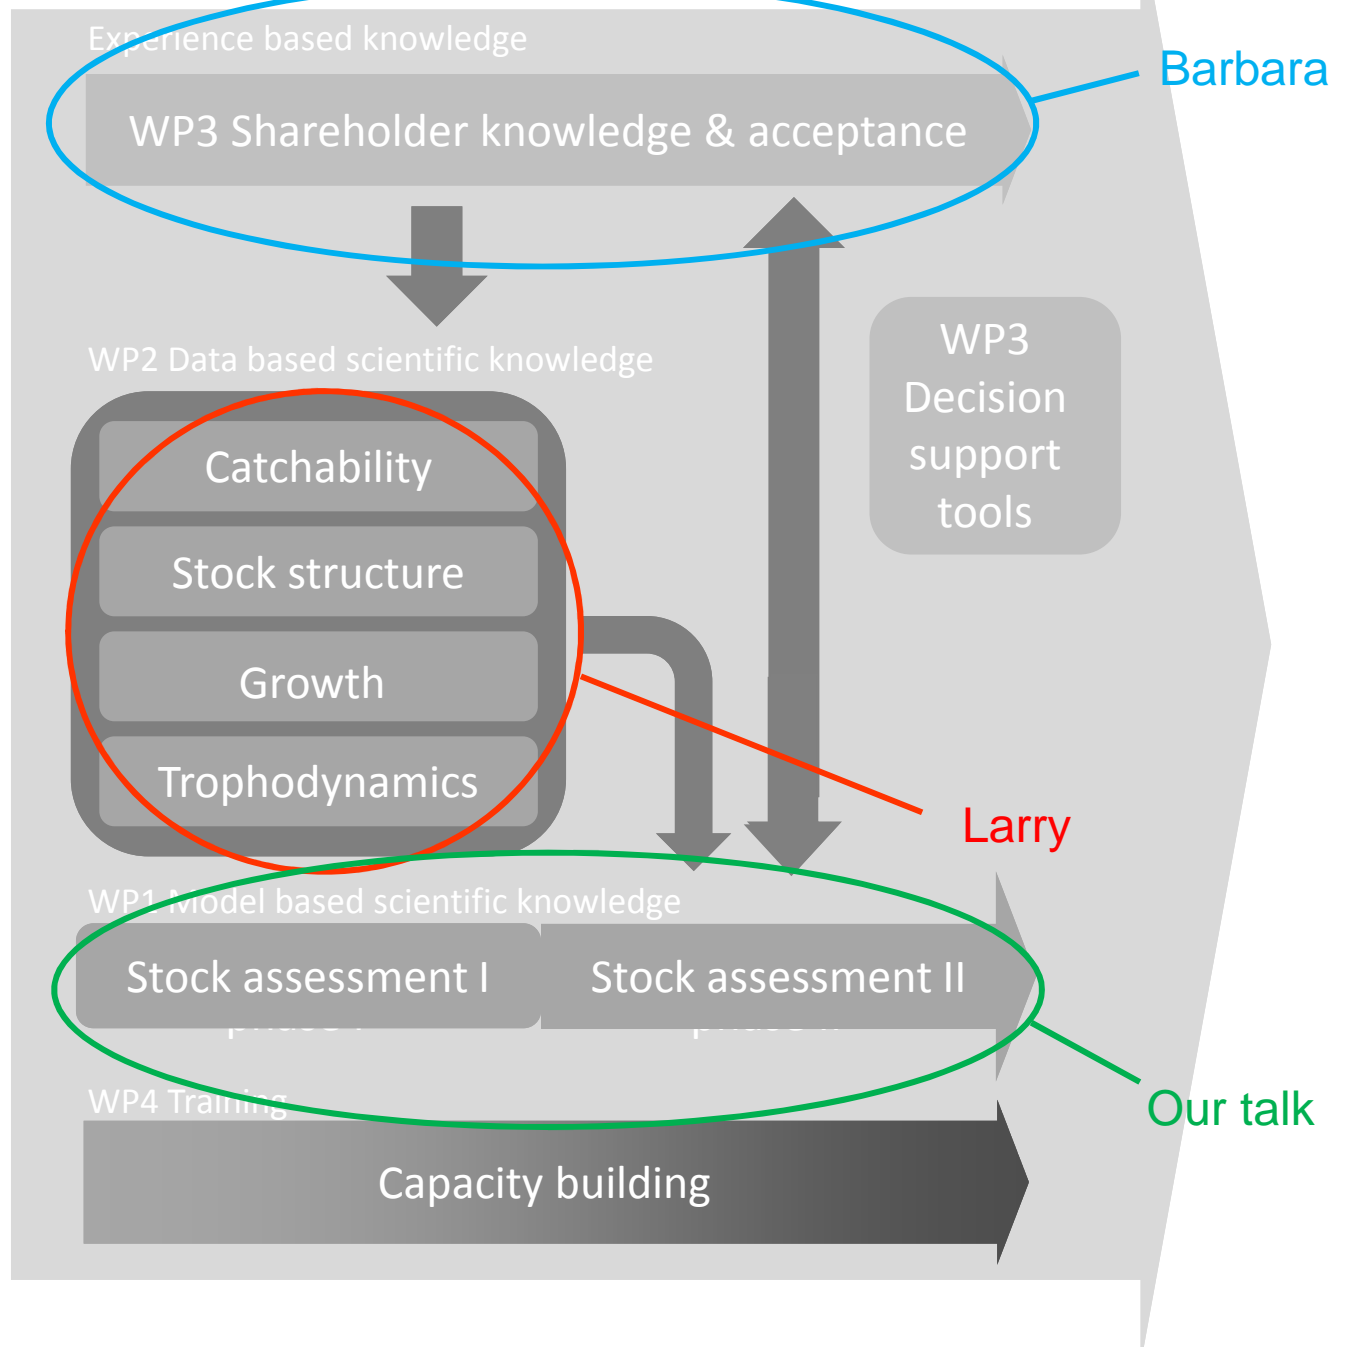 Experience based knowledge
Barbara
WP3 Shareholder knowledge & acceptance
WP2 Data based scientific knowledge
WP3
Decision
support
tools
Catchability
Stock structure
Growth
Trophodynamics
Larry
WP1 Model based scientific knowledge
Stock assessment I
Stock assessment II
WP4 Training
Our talk
Capacity building